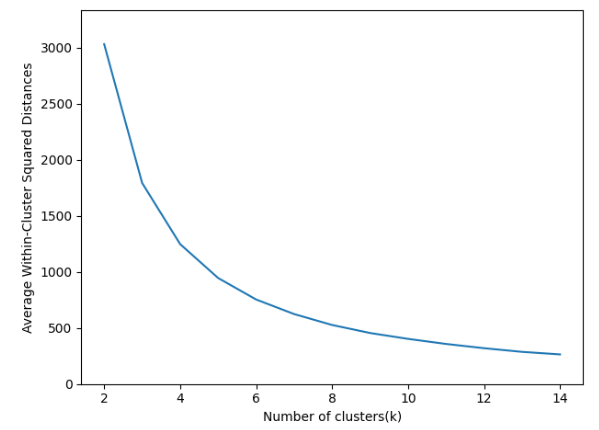 Average Within-Cluster Squared Distances
3000
2500
2000
1500
1000
500
0
2 4 6 8 10 12 14
Number of clusters(k)